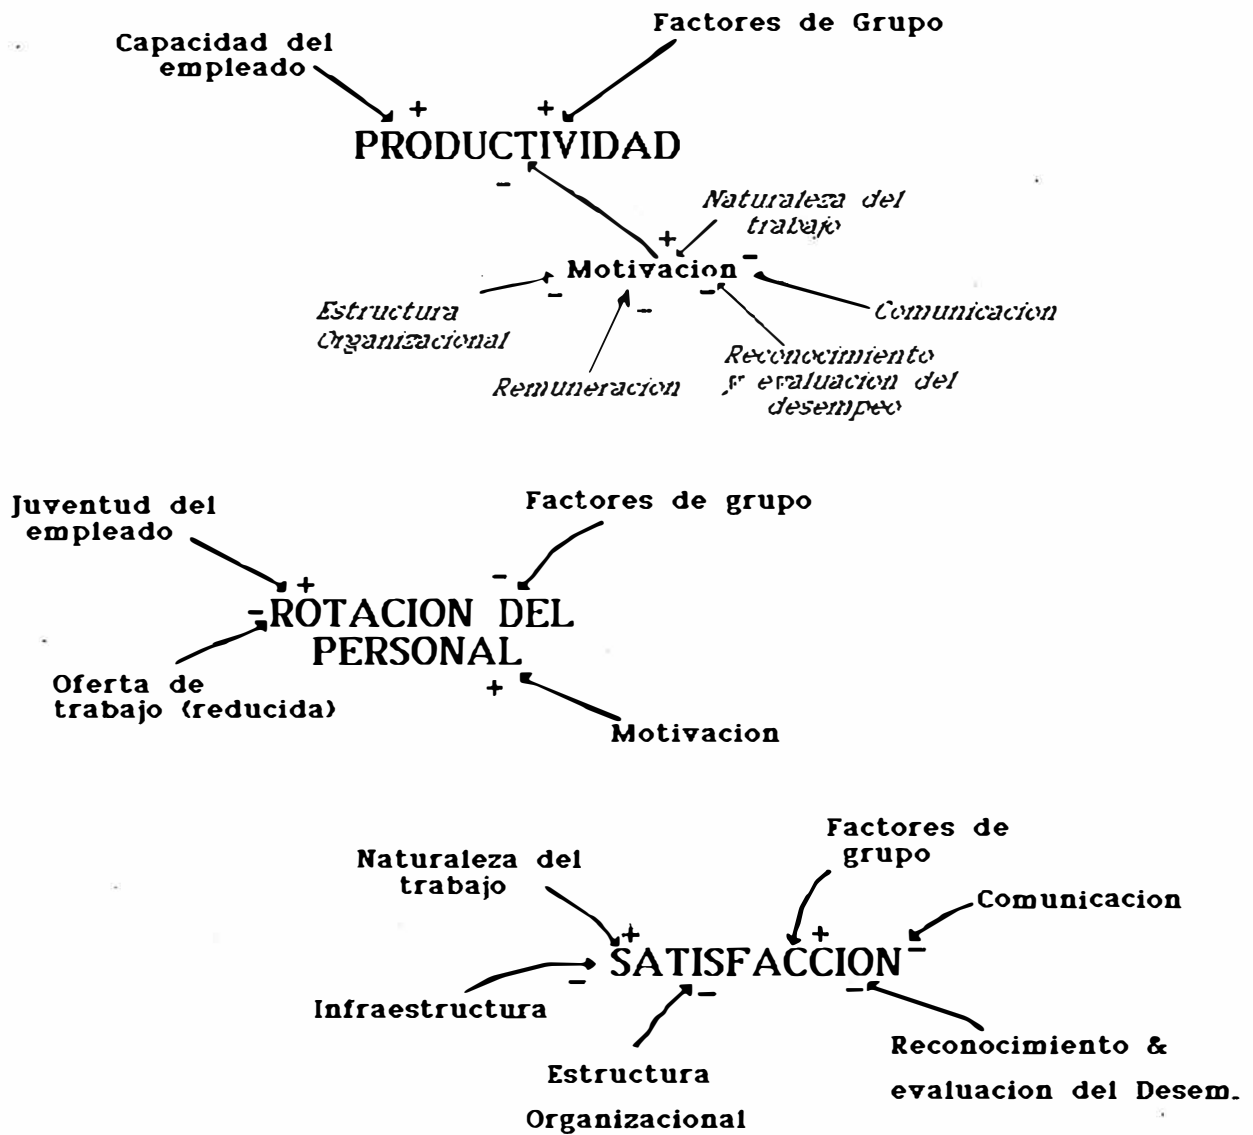 Capacidad del
empleado
Factores de Grupo
+ +
PRODUCTIVIDAD
-
Naturaleza del
trabajo
+
Motivacion
-
-
-
-
Estructura
Organizacional
Comunicacion
Remuneracion
Reconocimiento
y evaluacion del
desempeo
Juventud del
empleado
Factores de grupo
+ -
-ROTACION DEL
PERSONAL
+
Oferta de
trabajo (reducida)
Motivacion
Factores de
grupo
Naturaleza del
trabajo
Comunicacion
+ +
SATISFACCION -
- - -
Infraestructura
Reconocimiento &
evaluacion del Desem.
Estructura
Organizacional